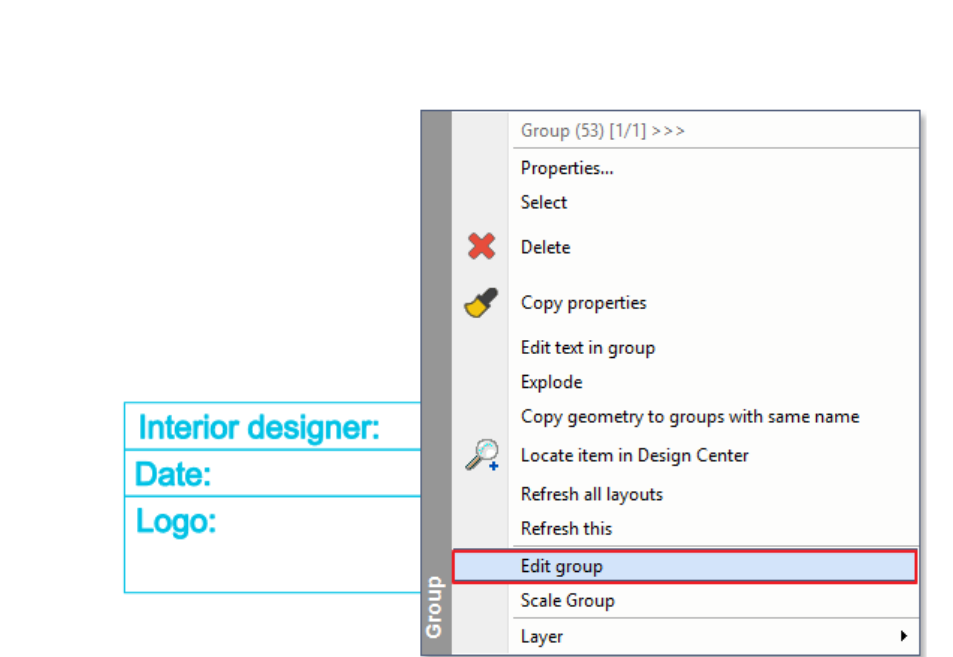 Group (53) [1/1] >>>
Properties...
Select
Delete
Copy properties
Edit text in group
Explode
Copy geometry to groups with same name
Locate item in Design Center
Refresh all layouts
Refresh this
Edit group
Scale Group
Layer
Group
Interior designer:
Date:
Logo: